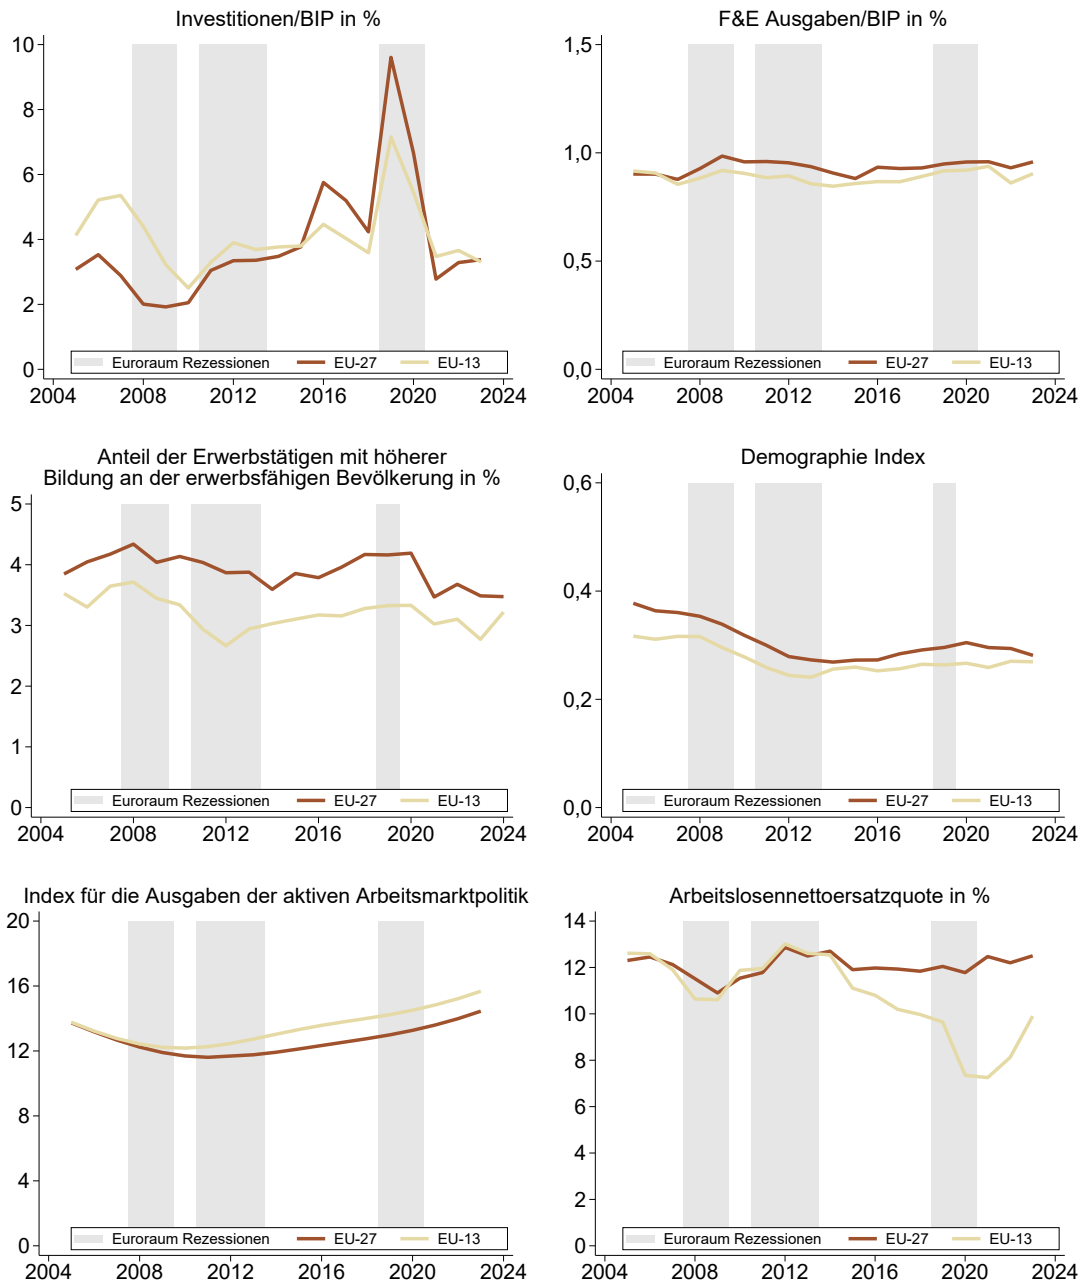 Investitionen/BIP in %
10
8
6
4
2
0
Euroraum Rezessionen EU-27 EU-13
2004 2008 2012 2016 2020 2024
F&E Ausgaben/BIP in %
1,5
1,0
0,5
0,0
Euroraum Rezessionen EU-27 EU-13
2004 2008 2012 2016 2020 2024
Anteil der Erwerbstätigen mit höherer
Bildung an der erwerbsfähigen Bevölkerung in %
5
4
3
2
1
0
Euroraum Rezessionen EU-27 EU-13
2004 2008 2012 2016 2020 2024
Demographie Index
0,6
0,4
0,2
0,0
Euroraum Rezessionen EU-27 EU-13
2004 2008 2012 2016 2020 2024
Index für die Ausgaben der aktiven Arbeitsmarktpolitik
20
16
12
8
4
0
Euroraum Rezessionen EU-27 EU-13
2004 2008 2012 2016 2020 2024
Arbeitslosennettoersatzquote in %
14
12
10
8
6
4
2
0
Euroraum Rezessionen EU-27 EU-13
2004 2008 2012 2016 2020 2024